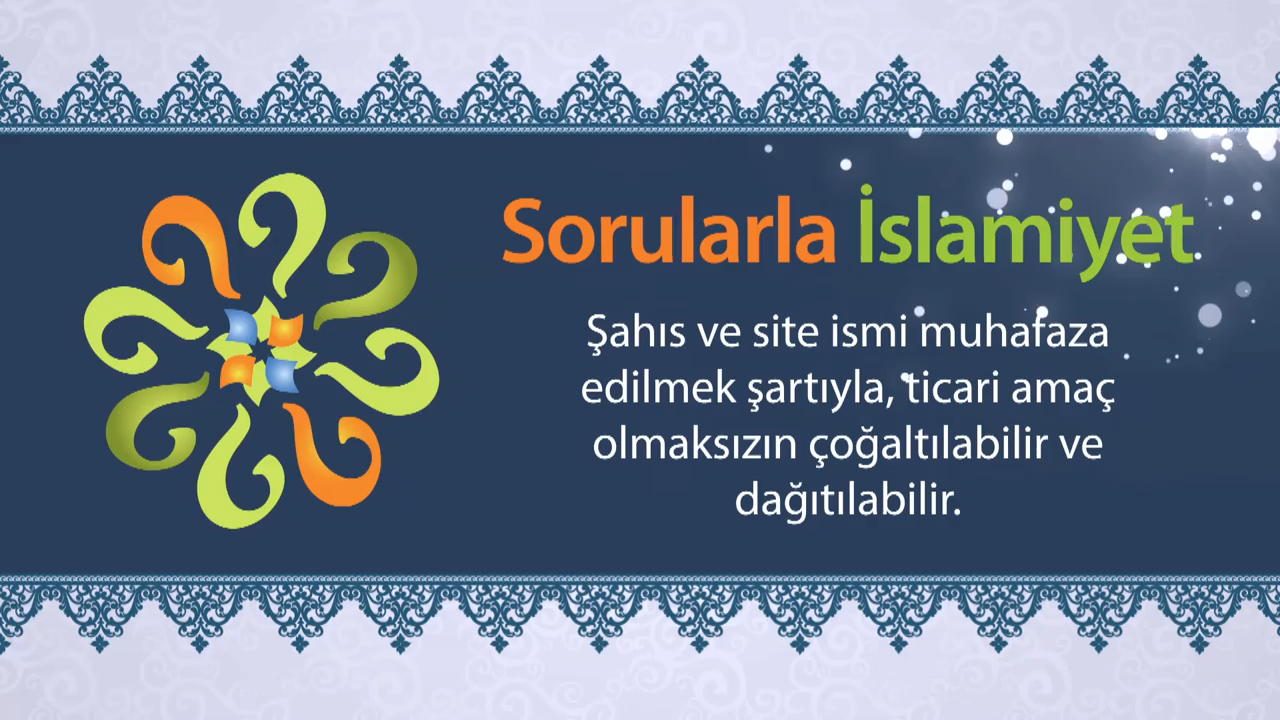 Sorularla İslamiyet
Şahıs ve site ismi muhafaza
edilmek şartıyla, ticari amaç
olmaksızın çoğaltılabilir ve
dağıtılabilir.